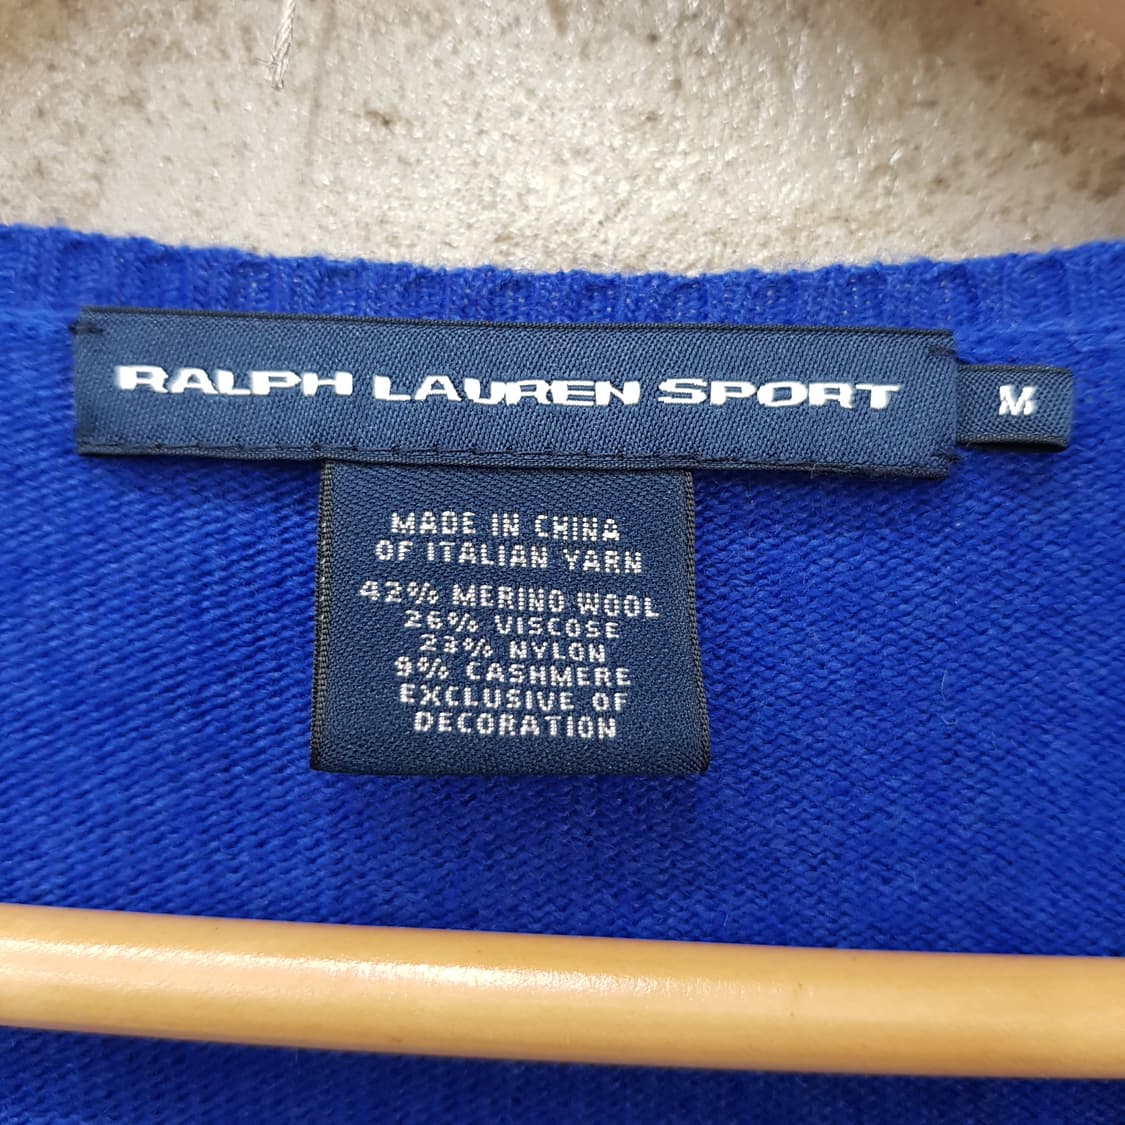 RALPH LAUREN SPORT
M
MADE IN CHINA
OF ITALIAN YARN
42% MERINO WOOL
26% VISCOSE
23% NYLON
9% CASHMERE
EXCLUSIVE OF
DECORATION